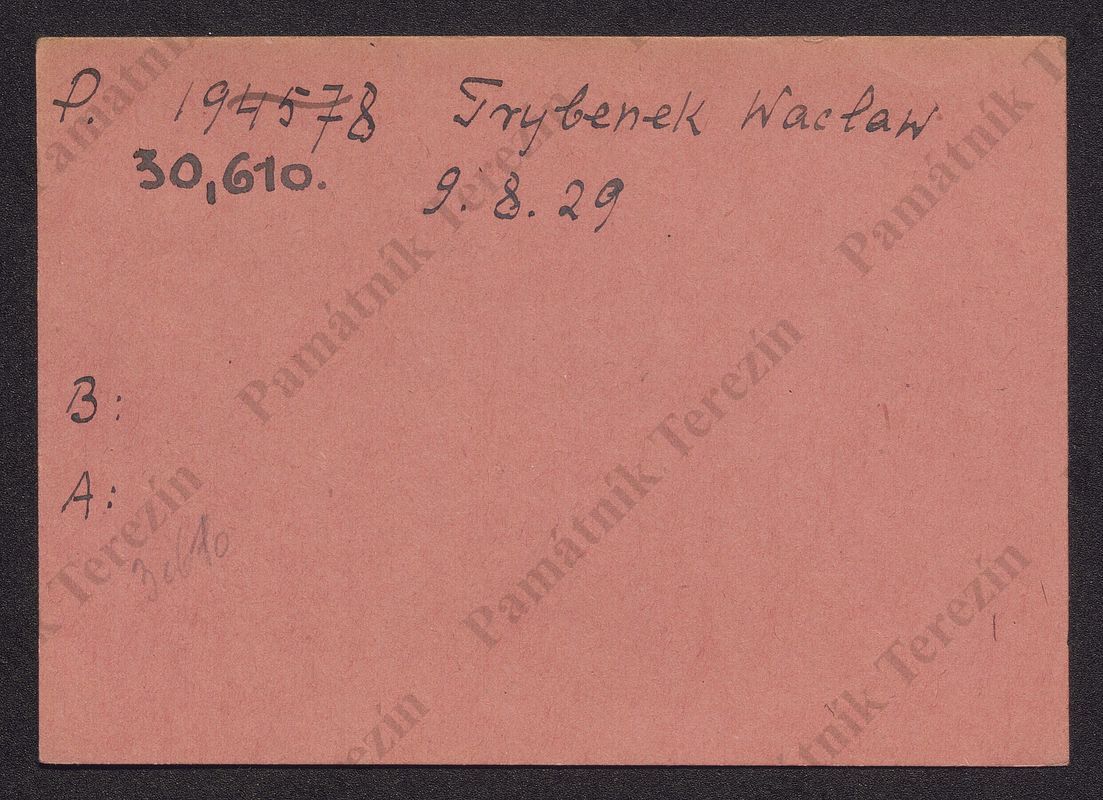 P. 194578 Trybenek Wacław
30,610. 9. 8. 29
B:
A:
30610
Památník Terezín